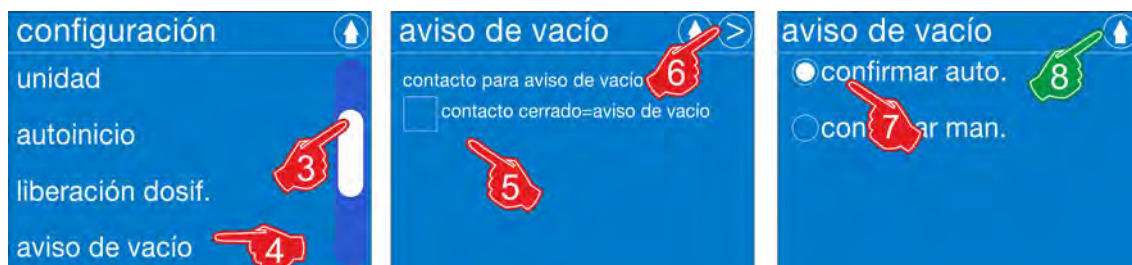 configuración
unidad
autoinicio
3
liberación dosif.
aviso de vacío
4
aviso de vacío >
6
contacto para aviso de vacío
contacto cerrado=aviso de vacio
5
aviso de vacío
8
confirmar auto.
7
con ar man.